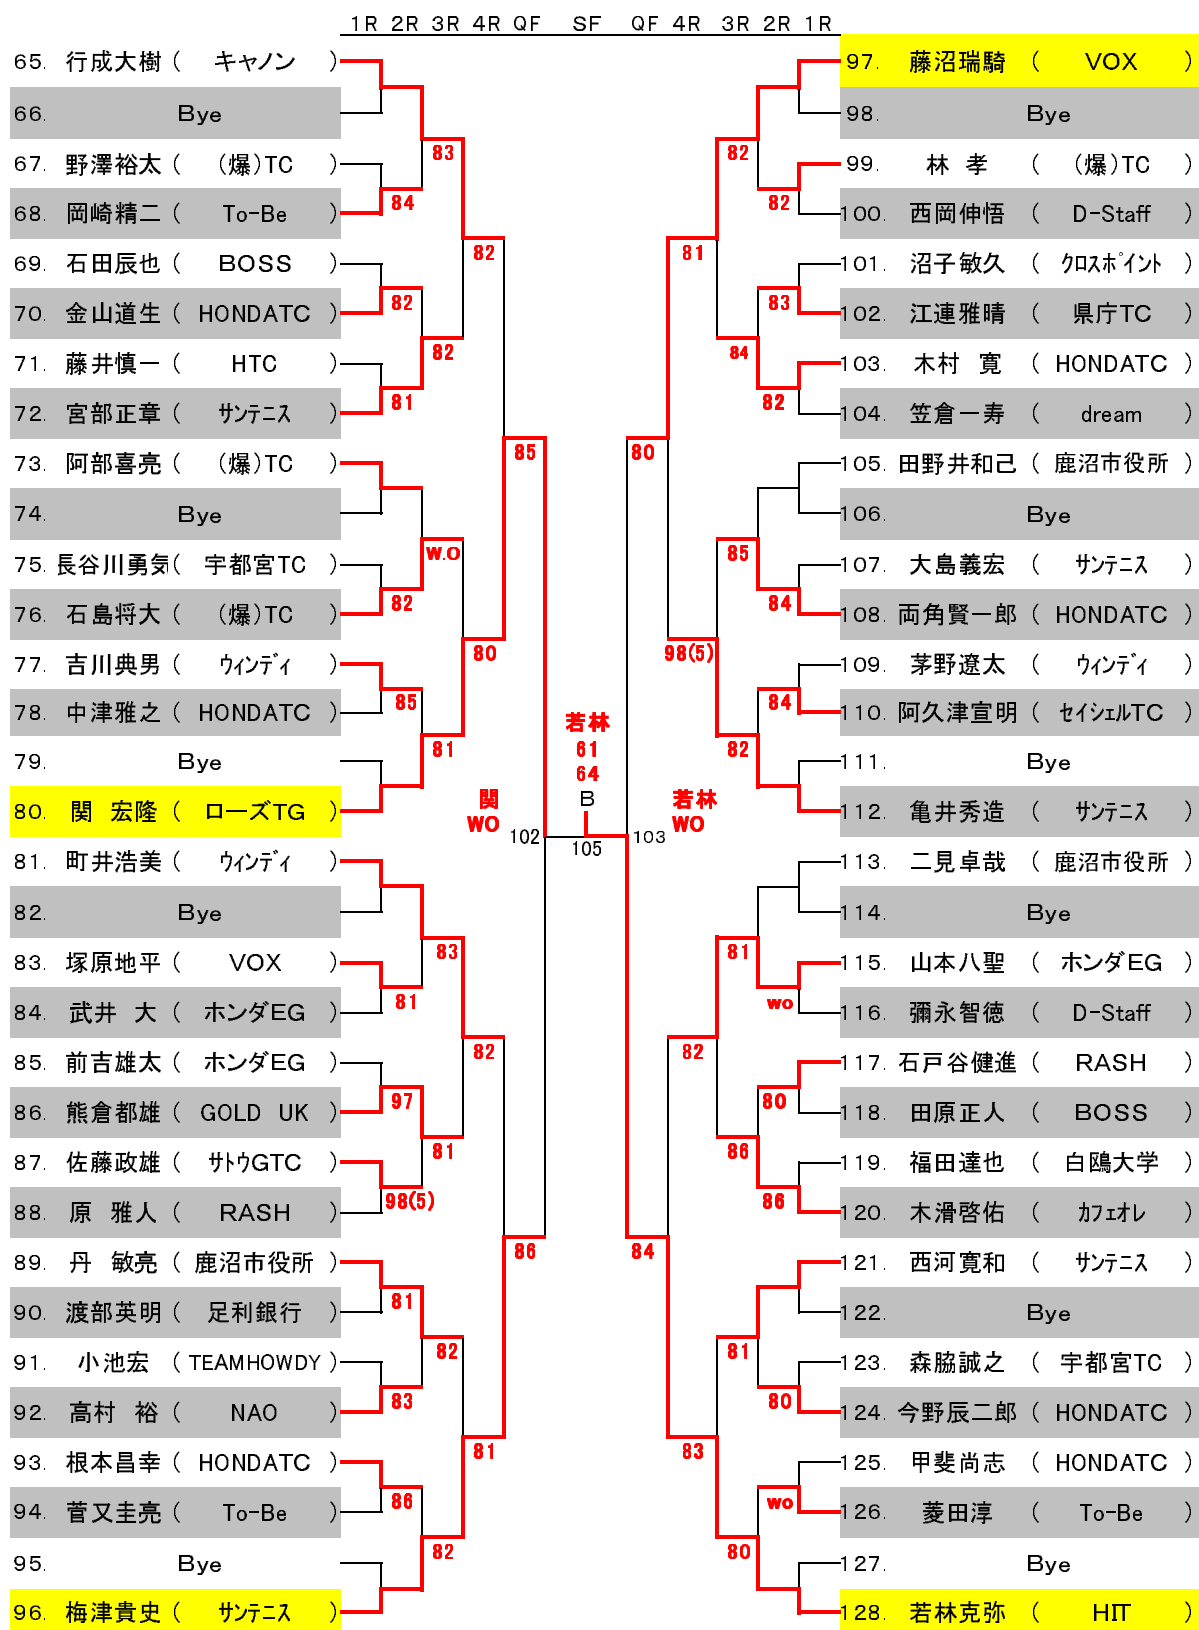 1R 2R 3R 4R QF SF QF 4R 3R 2R 1R
65. 行成大樹 ( キヤノン )
66. Bye
67. 野澤裕太 ( (爆)TC )
68. 岡崎精二 ( To-Be )
69. 石田辰也 ( BOSS )
70. 金山道生 ( HONDATC )
71. 藤井慎一 ( HTC )
72. 宮部正章 ( サンテニス )
73. 阿部喜亮 ( (爆)TC )
74. Bye
75. 長谷川勇気( 宇都宮TC )
76. 石島将大 ( (爆)TC )
77. 吉川典男 ( ウィンディ )
78. 中津雅之 ( HONDATC )
79. Bye
80. 関 宏隆 ( ローズTG )
81. 町井浩美 ( ウィンディ )
82. Bye
83. 塚原地平 ( VOX )
84. 武井 大 ( ホンダEG )
85. 前吉雄太 ( ホンダEG )
86. 熊倉都雄 ( GOLD UK )
87. 佐藤政雄 ( サトウGTC )
88. 原 雅人 ( RASH )
89. 丹 敏亮 ( 鹿沼市役所 )
90. 渡部英明 ( 足利銀行 )
91. 小池宏 ( TEAMHOWDY )
92. 高村 裕 ( NAO )
93. 根本昌幸 ( HONDATC )
94. 菅又圭亮 ( To-Be )
95. Bye
96. 梅津貴史 ( サンテニス )
84
82
81
82
85
81
97
98(5)
81
83
86
83
82
W.O
81
83
81
82
82
82
80
82
81
85
86
関
WO
102
若林
61
64
B
105
若林
WO
103
80
84
81
98(5)
82
83
82
84
85
82
81
86
81
80
82
83
82
84
84
wo
80
86
80
wo
97. 藤沼瑞騎 ( VOX )
98. Bye
99. 林 孝 ( (爆)TC )
100. 西岡伸悟 ( D-Staff )
101. 沼子敏久 ( クロスポイント )
102. 江連雅晴 ( 県庁TC )
103. 木村 寛 ( HONDATC )
104. 笠倉一寿 ( dream )
105. 田野井和己 ( 鹿沼市役所 )
106. Bye
107. 大島義宏 ( サンテニス )
108. 両角賢一郎 ( HONDATC )
109. 茅野遼太 ( ウィンディ )
110. 阿久津宣明 ( セイシェルTC )
111. Bye
112. 亀井秀造 ( サンテニス )
113. 二見卓哉 ( 鹿沼市役所 )
114. Bye
115. 山本八聖 ( ホンダEG )
116. 彌永智徳 ( D-Staff )
117. 石戸谷健進 ( RASH )
118. 田原正人 ( BOSS )
119. 福田達也 ( 白鴎大学 )
120. 木滑啓佑 ( カフェオレ )
121. 西河寛和 ( サンテニス )
122. Bye
123. 森脇誠之 ( 宇都宮TC )
124. 今野辰二郎 ( HONDATC )
125. 甲斐尚志 ( HONDATC )
126. 菱田淳 ( To-Be )
127. Bye
128. 若林克弥 ( HIT )